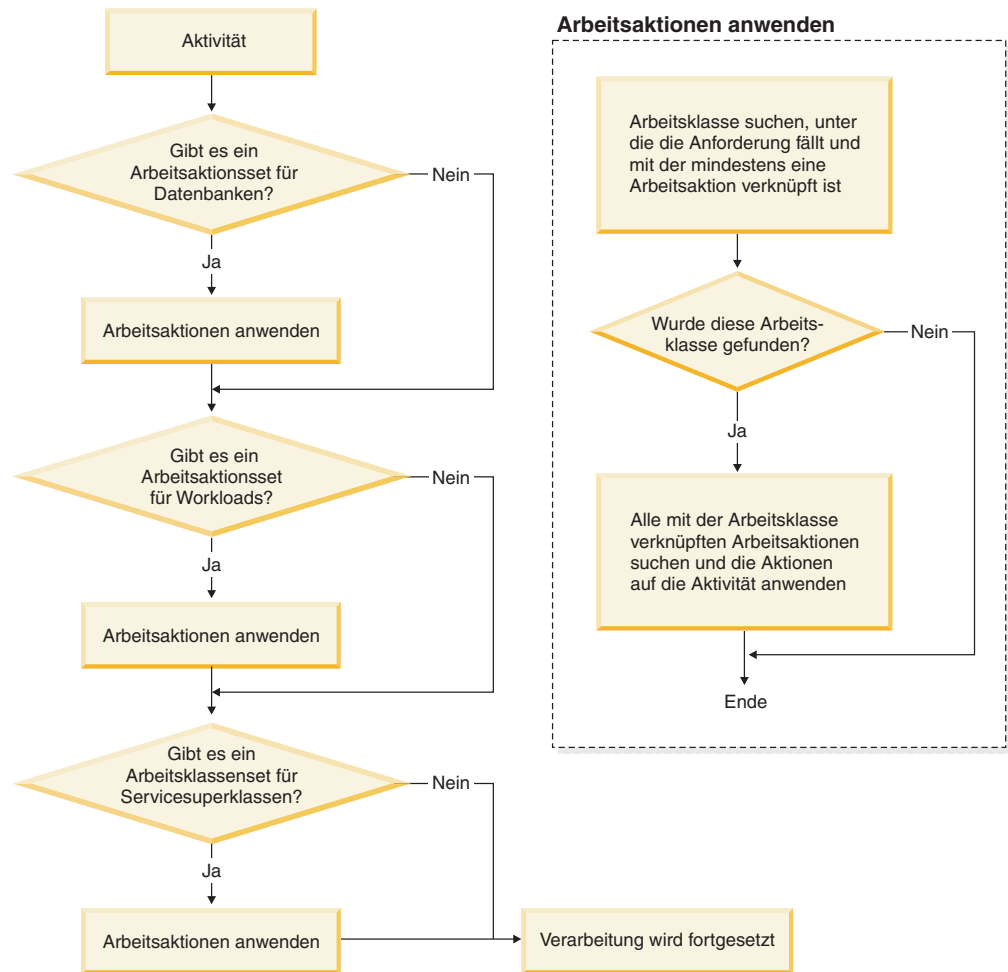 Aktivität
Gibt es ein
Arbeitsaktionsset für
Datenbanken?
Nein
Ja
Arbeitsaktionen anwenden
Gibt es ein
Arbeitsaktionsset
für Workloads?
Nein
Ja
Arbeitsaktionen anwenden
Gibt es ein
Arbeitsklassenset für
Servicesuperklassen?
Nein
Ja
Arbeitsaktionen anwenden
Verarbeitung wird fortgesetzt
Arbeitsaktionen anwenden
Arbeitsklasse suchen, unter
die die Anforderung fällt und
mit der mindestens eine
Arbeitsaktion verknüpft ist
Wurde diese Arbeits-
klasse gefunden?
Nein
Ja
Alle mit der Arbeitsklasse
verknüpften Arbeitsaktionen
suchen und die Aktionen
auf die Aktivität anwenden
Ende